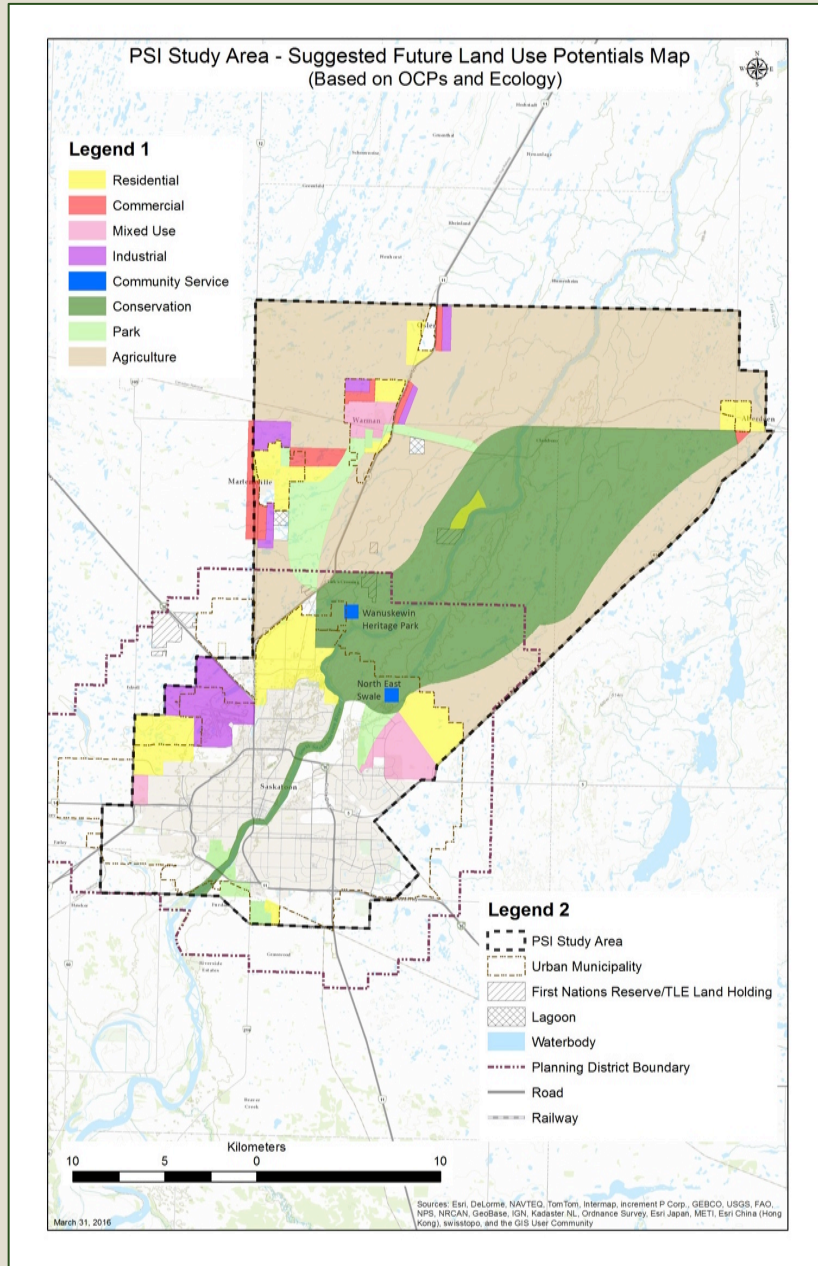 PSI Study Area - Suggested Future Land Use Potentials Map
(Based on OCPs and Ecology)
N
W E
S
Legend 1
Residential
Commercial
Mixed Use
Industrial
Community Service
Conservation
Park
Agriculture
Osler
Warman
Aberdeen
Martensville
Wanuskewin
Heritage Park
North East
Swale
Saskatoon
Legend 2
PSI Study Area
Urban Municipality
First Nations Reserve/TLE Land Holding
Lagoon
Waterbody
Planning District Boundary
Road
Railway
Riverside
Estates
Beaver
Creek
Kilometers
10 5 0 10
Sources: Esri, DeLorme, NAVTEQ, TomTom, Intermap, increment P Corp., GEBCO, USGS, FAO,
NPS, NRCAN, GeoBase, IGN, Kadaster NL, Ordnance Survey, Esri Japan, METI, Esri China (Hong
Kong), swisstopo, and the GIS User Community
March 31, 2016